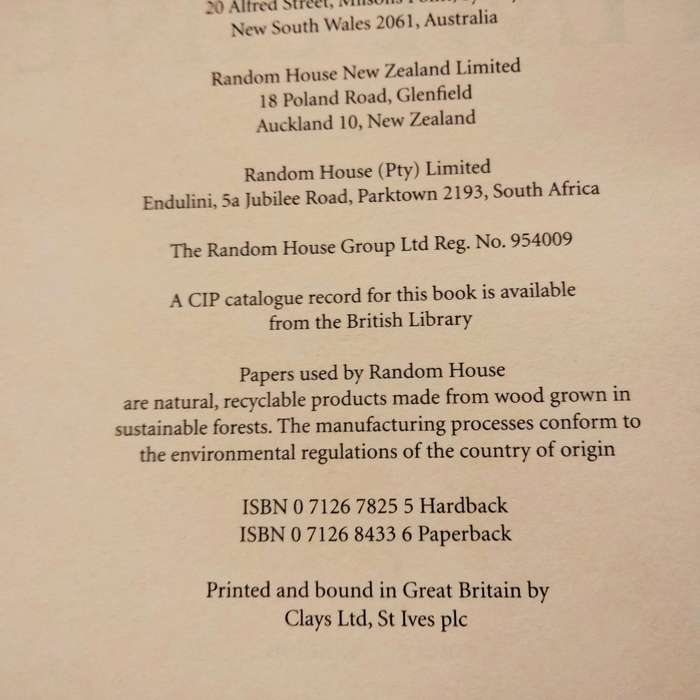 20 Alfred Street, Milsons Point,
New South Wales 2061, Australia
Random House New Zealand Limited
18 Poland Road, Glenfield
Auckland 10, New Zealand
Random House (Pty) Limited
Endulini, 5a Jubilee Road, Parktown 2193, South Africa
The Random House Group Ltd Reg. No. 954009
A CIP catalogue record for this book is available
from the British Library
Papers used by Random House
are natural, recyclable products made from wood grown in
sustainable forests. The manufacturing processes conform to
the environmental regulations of the country of origin
ISBN 0 7126 7825 5 Hardback
ISBN 0 7126 8433 6 Paperback
Printed and bound in Great Britain by
Clays Ltd, St Ives plc